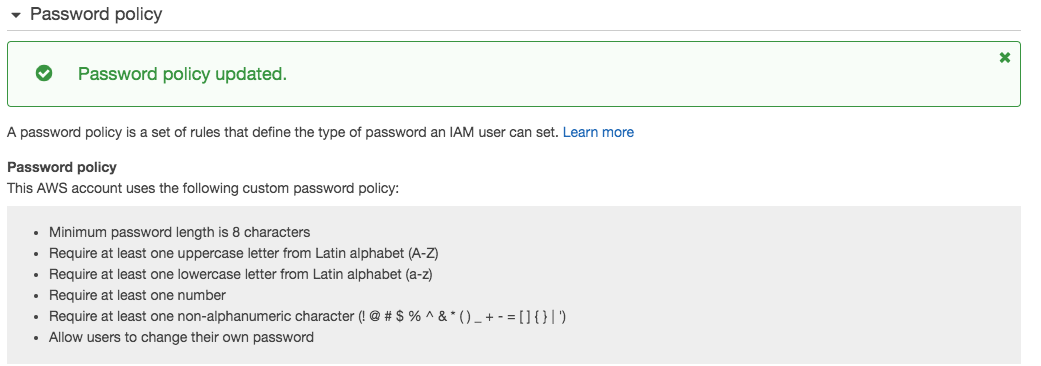 Password policy
Password policy updated.
A password policy is a set of rules that define the type of password an IAM user can set. Learn more
Password policy
This AWS account uses the following custom password policy:
• Minimum password length is 8 characters
• Require at least one uppercase letter from Latin alphabet (A-Z)
• Require at least one lowercase letter from Latin alphabet (a-z)
• Require at least one number
• Require at least one non-alphanumeric character (! @ # $ % ^ & * ( ) _ + - = [ ] { } | ')
• Allow users to change their own password